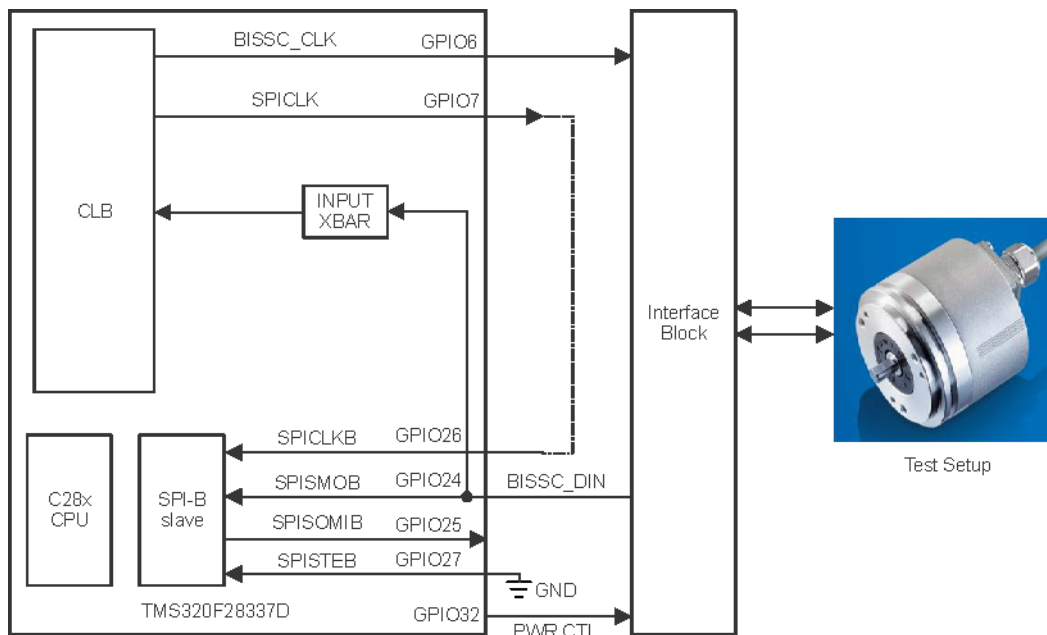 BISSC_CLK
GPIO6
SPICLK
GPIO7
CLB
INPUT
XBAR
Interface
Block
SPICLKB
GPIO26
SPISMOB
GPIO24
BISSC_DIN
SPISOMIB
GPIO25
SPISTEB
GPIO27
C28x
CPU
SPI-B
slave
GND
TMS320F28337D
GPIO32
PWR CTL
Test Setup